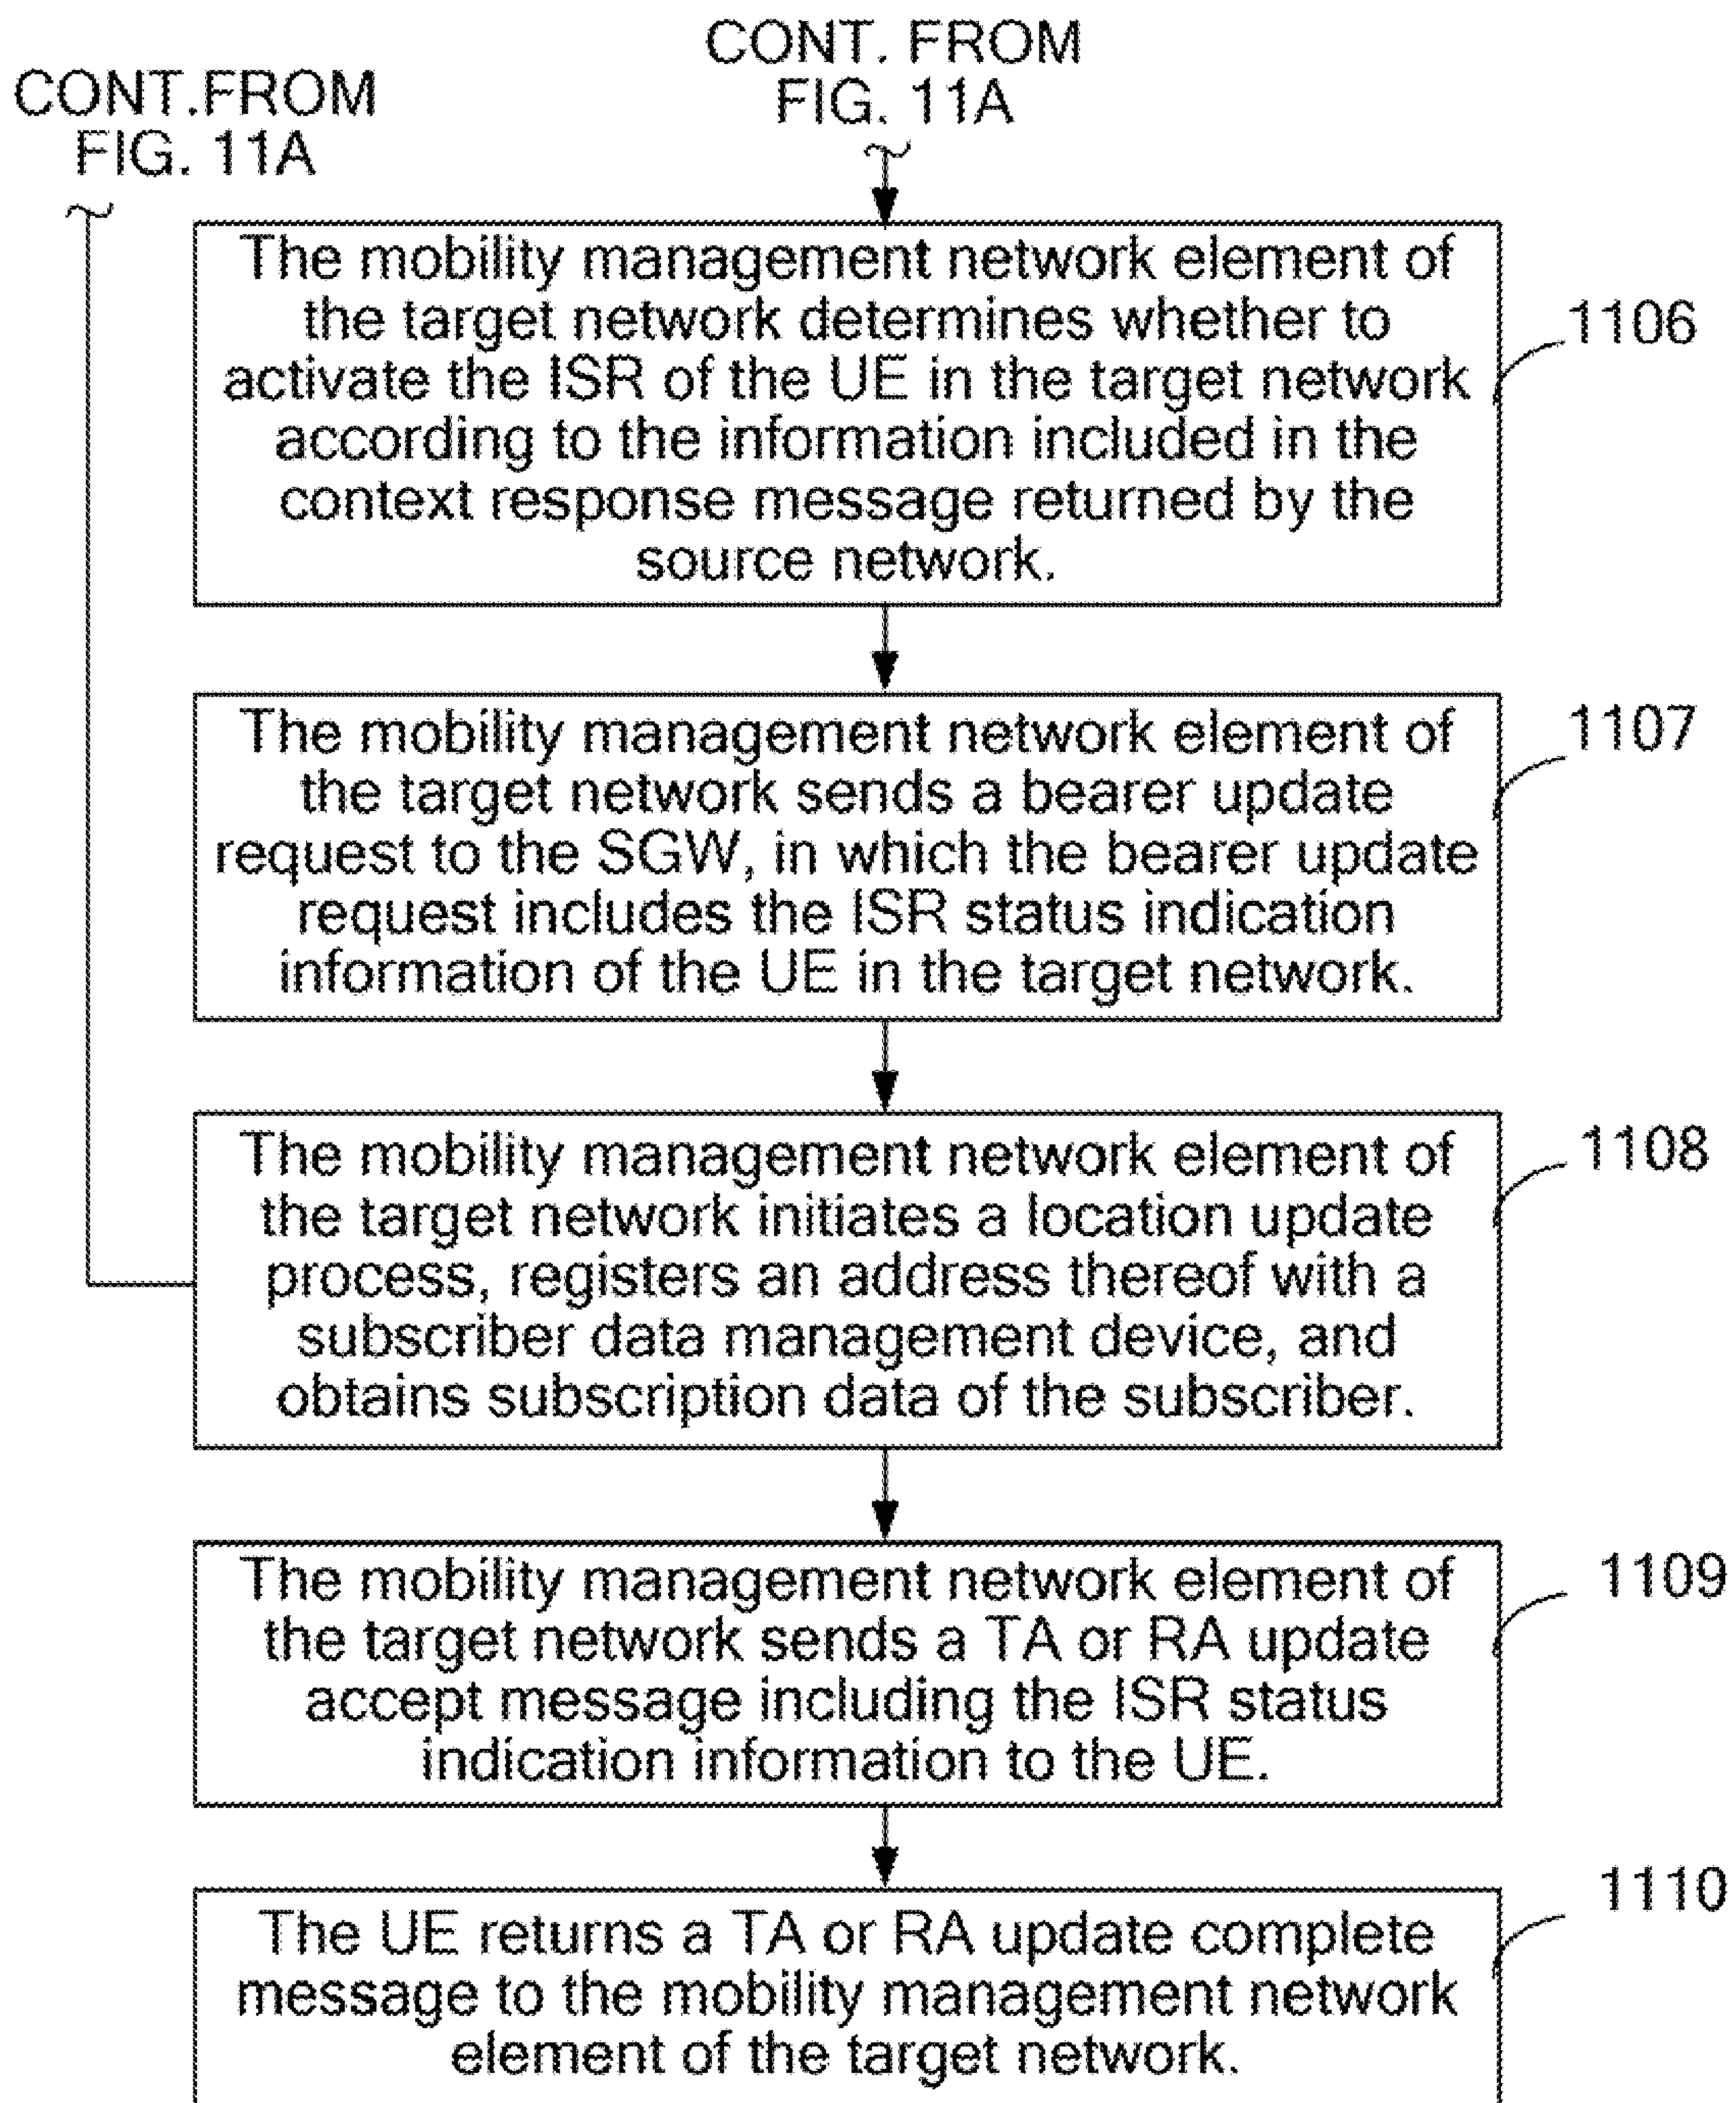 CONT. FROM
FIG. 11A
CONT.FROM
FIG. 11A
The mobility management network element of
the target network determines whether to
activate the ISR of the UE in the target network
according to the information included in the
context response message returned by the
source network.
1106
The mobility management network element of
the target network sends a bearer update
request to the SGW, in which the bearer update
request includes the ISR status indication
information of the UE in the target network.
1107
The mobility management network element of
the target network initiates a location update
process, registers an address thereof with a
subscriber data management device, and
obtains subscription data of the subscriber.
1108
The mobility management network element of
the target network sends a TA or RA update
accept message including the ISR status
indication information to the UE.
1109
The UE returns a TA or RA update complete
message to the mobility management network
element of the target network.
1110